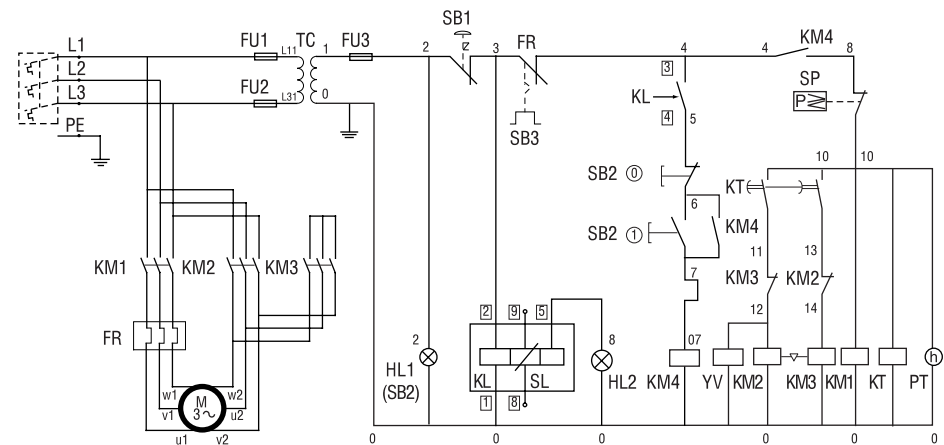 SB1
L1
FU1
L11
TC
1
FU3
2
3
FR
4
4
KM4
8
L2
3
SP
L3
FU2
L31
0
KL
P
PE
SB3
4
5
SB2 0
10
10
6
KT
SB2 1
KM4
11
13
KM1
KM2
KM3
7
KM3
KM2
2
9
5
12
14
FR
2
8
07
h
HL1
(SB2)
KL
SL
HL2
KM4
YV
KM2
KM3
KM1
KT
PT
w1
w2
M
3~
v1
u2
1
8
u1
v2
0
0
0
0
0
0
0